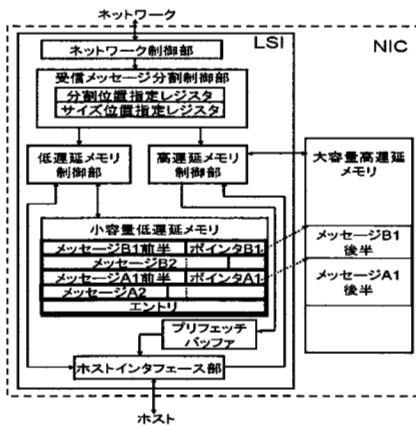 ネットワーク
LSI
NIC
ネットワーク制御部
受信メッセージ分割制御部
分割位置指定レジスタ
サイズ位置指定レジスタ
低遅延メモリ
制御部
高遅延メモリ
制御部
大容量高遅延
メモリ
小容量低遅延メモリ
メッセージB1前半
ポインタB1
メッセージB2
メッセージA1前半
ポインタA1
メッセージA2
エントリ
メッセージB1
後半
メッセージA1
後半
プリフェッチ
バッファ
ホストインタフェース部
ホスト